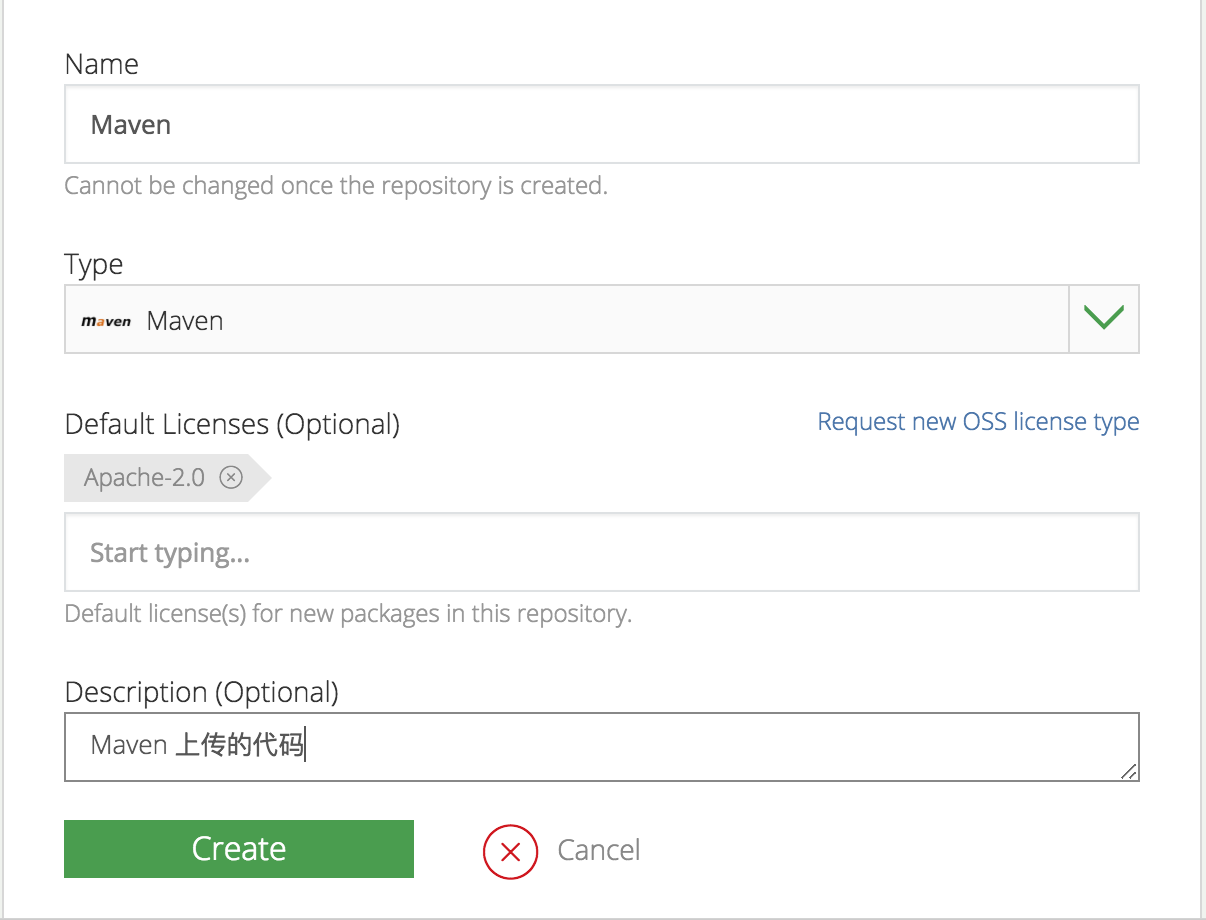 Name
Maven
Cannot be changed once the repository is created.
Type
maven Maven
Default Licenses (Optional) Request new OSS license type
Apache-2.0
Start typing...
Default license(s) for new packages in this repository.
Description (Optional)
Maven 上传的代码
Create Cancel